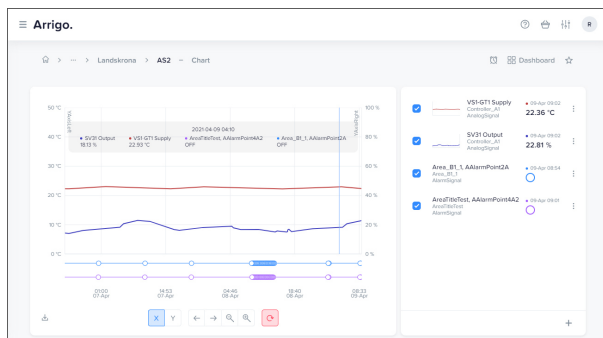 Arrigo.
R
> ... > Landskrona > AS2 – Chart
Dashboard
50 °C
40 °C
30 °C
20 °C
10 °C
0 °C
100 %
80 %
60 %
40 %
20 %
0 %
YAxisRight
2021-04-09 04:10
SV31 Output
18.13 %
VS1-GT1 Supply
22.93 °C
AreaTitleTest, AAlarmPoint4A2
OFF
Area_B1_1, AAlarmPoint2A
OFF
01:00
07-Apr
14:53
07-Apr
04:46
08-Apr
18:40
08-Apr
08:33
09-Apr
X
Y
VS1-GT1 Supply
Controller_A1
AnalogSignal
09-Apr 09:02
22.36 °C
SV31 Output
Controller_A1
AnalogSignal
09-Apr 09:02
22.81 %
Area_B1_1, AAlarmPoint2A
Area_B1_1
AlarmSignal
09-Apr 08:54
AreaTitleTest, AAlarmPoint4A2
AreaTitleTest
AlarmSignal
09-Apr 09:01
+